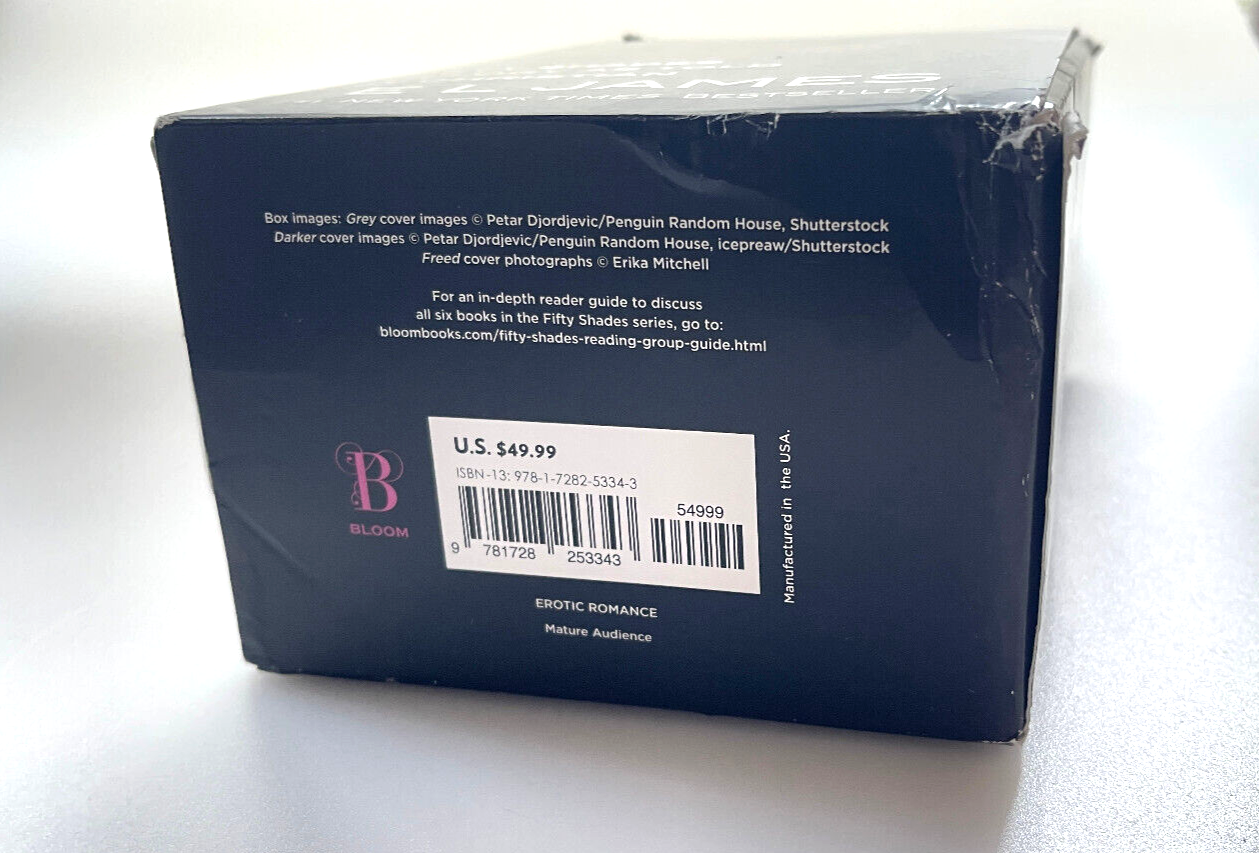 E L JAMES
#1 NEW YORK TIMES BESTSELLER
Box images: Grey cover images © Petar Djordjevic/Penguin Random House, Shutterstock
Darker cover images © Petar Djordjevic/Penguin Random House, icepreaw/Shutterstock
Freed cover photographs © Erika Mitchell
For an in-depth reader guide to discuss
all six books in the Fifty Shades series, go to:
bloombooks.com/fifty-shades-reading-group-guide.html
B
BLOOM
U.S. $49.99
ISBN-13: 978-1-7282-5334-3
54999
9 781728 253343
Manufactured in the USA.
EROTIC ROMANCE
Mature Audience